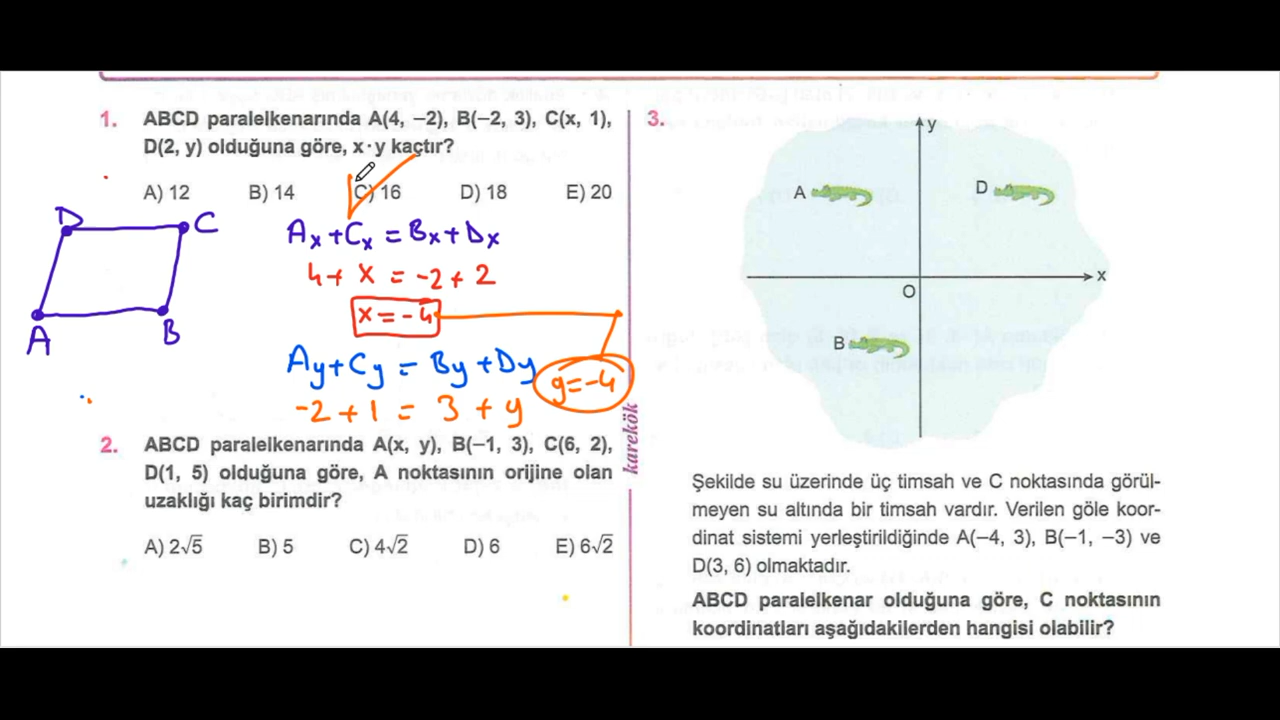 1. ABCD paralelkenarında A(4, −2), B(−2, 3), C(x, 1),
D(2, y) olduğuna göre, x·y kaçtır?
A) 12 B) 14 C) 16 D) 18 E) 20
D C
A B
Ax + Cx = Bx + Dx
4 + x = -2 + 2
x = -4
Ay + Cy = By + Dy
y = -4
-2 + 1 = 3 + y
2. ABCD paralelkenarında A(x, y), B(−1, 3), C(6, 2),
D(1, 5) olduğuna göre, A noktasının orijine olan
uzaklığı kaç birimdir?
A) 2√5 B) 5 C) 4√2 D) 6 E) 6√2
karekök
3.
y
A D
x
O
B
Şekilde su üzerinde üç timsah ve C noktasında görül-
meyen su altında bir timsah vardır. Verilen göle koor-
dinat sistemi yerleştirildiğinde A(−4, 3), B(−1, −3) ve
D(3, 6) olmaktadır.
ABCD paralelkenar olduğuna göre, C noktasının
koordinatları aşağıdakilerden hangisi olabilir?